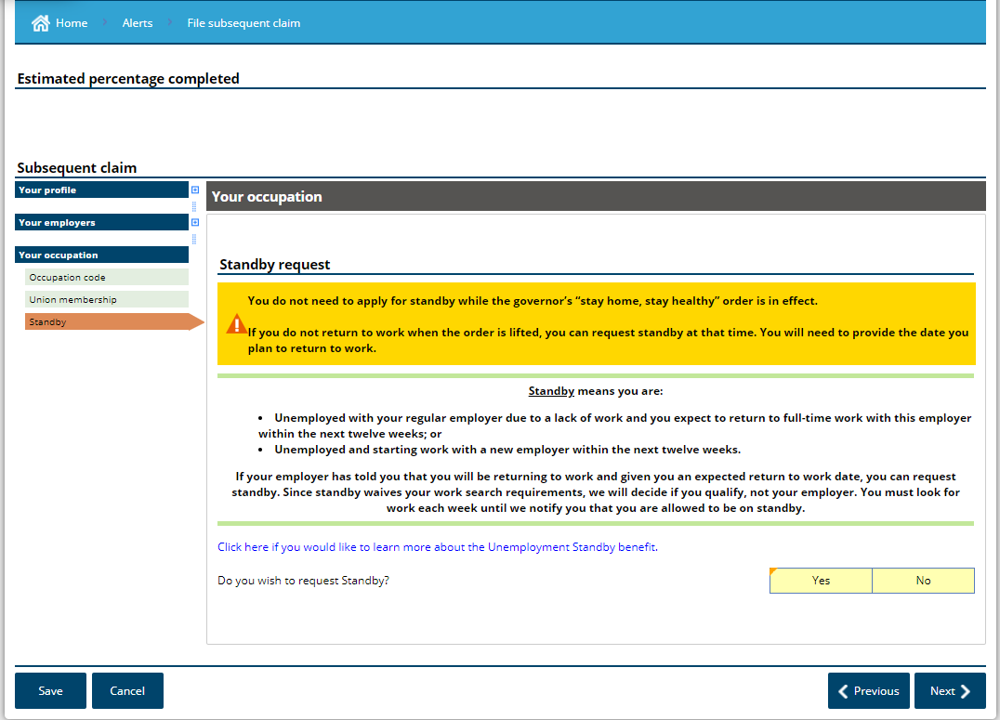 Home Alerts File subsequent claim
Estimated percentage completed
Subsequent claim
Your profile
Your employers
Your occupation
Occupation code
Union membership
Standby
Your occupation
Standby request
You do not need to apply for standby while the governor’s “stay home, stay healthy” order is in effect.
If you do not return to work when the order is lifted, you can request standby at that time. You will need to provide the date you
plan to return to work.
Standby means you are:
• Unemployed with your regular employer due to a lack of work and you expect to return to full-time work with this employer
within the next twelve weeks; or
• Unemployed and starting work with a new employer within the next twelve weeks.
If your employer has told you that you will be returning to work and given you an expected return to work date, you can request
standby. Since standby waives your work search requirements, we will decide if you qualify, not your employer. You must look for
work each week until we notify you that you are allowed to be on standby.
Click here if you would like to learn more about the Unemployment Standby benefit.
Do you wish to request Standby? Yes No
Save Cancel Previous Next